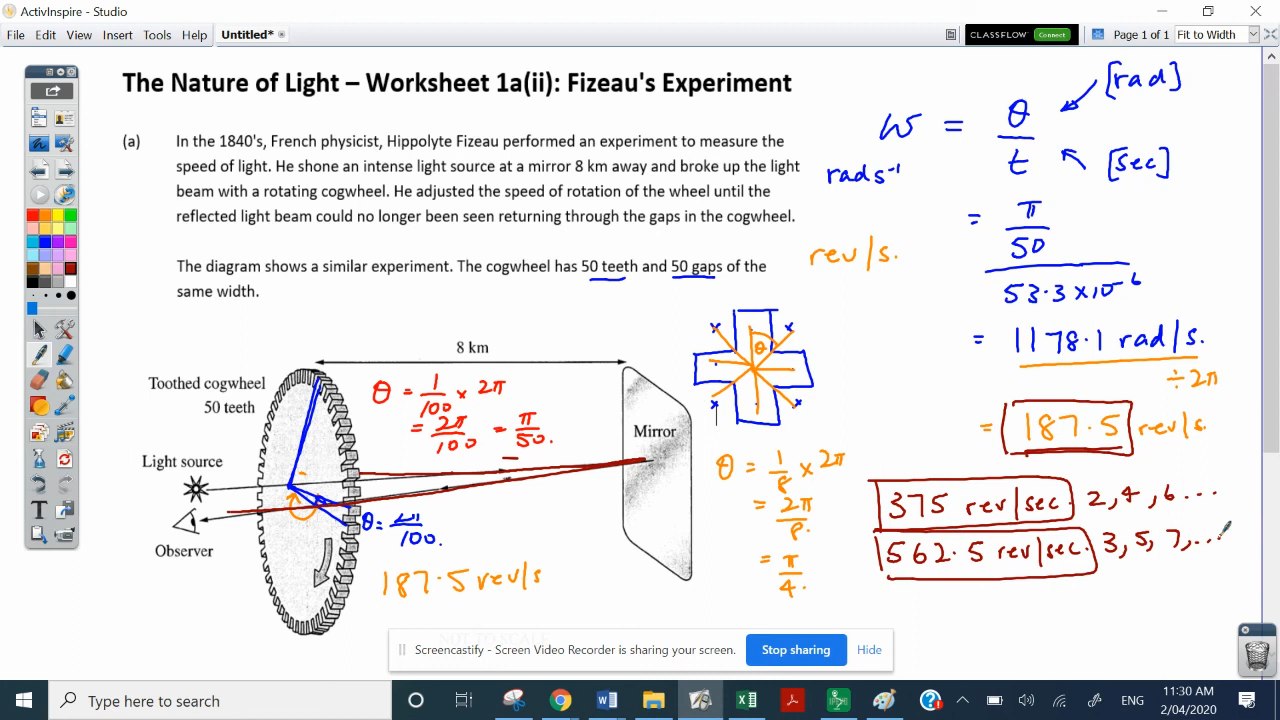 ActivInspire - Studio
File Edit View Insert Tools Help Untitled*
CLASSFLOW Connect
Page 1 of 1
Fit to Width
The Nature of Light – Worksheet 1a(ii): Fizeau's Experiment
(a) In the 1840's, French physicist, Hippolyte Fizeau performed an experiment to measure the
speed of light. He shone an intense light source at a mirror 8 km away and broke up the light
beam with a rotating cogwheel. He adjusted the speed of rotation of the wheel until the
reflected light beam could no longer been seen returning through the gaps in the cogwheel.
The diagram shows a similar experiment. The cogwheel has 50 teeth and 50 gaps of the
same width.
8 km
Toothed cogwheel
50 teeth
Light source
Observer
Mirror
θ = 1/100 × 2π
= 2π/100 = π/50.
θ = 2π/100.
187.5 rev/s
θ
θ = 1/8 × 2π
= 2π/8.
= π/4.
ω = θ/t
[rad]
[sec]
rad s⁻¹
rev/s.
= π/50
53.3 × 10⁻⁶
= 1178.1 rad/s.
÷ 2π
= 187.5 rev/s.
375 rev/sec. 2, 4, 6 ...
562.5 rev/sec. 3, 5, 7, ...
Screencastify - Screen Video Recorder is sharing your screen.
Stop sharing
Hide
Type here to search
ENG
11:30 AM
2/04/2020